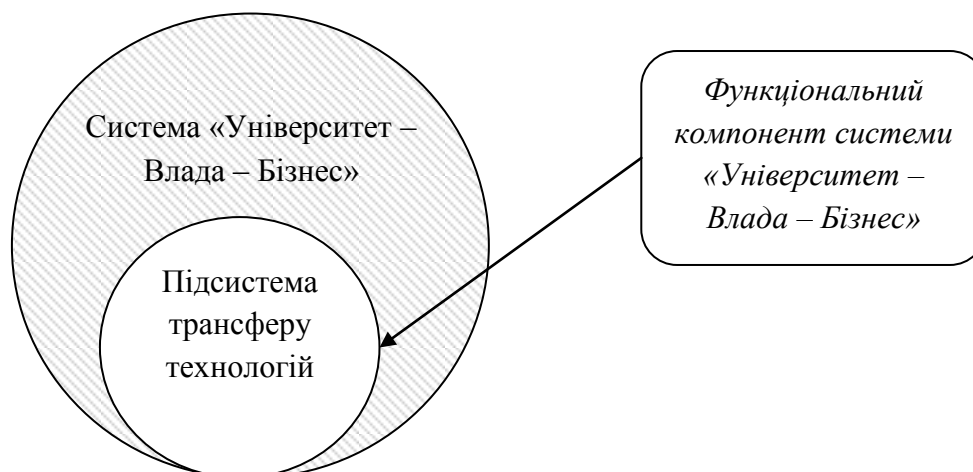 Система «Університет –
Влада – Бізнес»
Підсистема
трансферу
технологій
Функціональний
компонент системи
«Університет –
Влада – Бізнес»